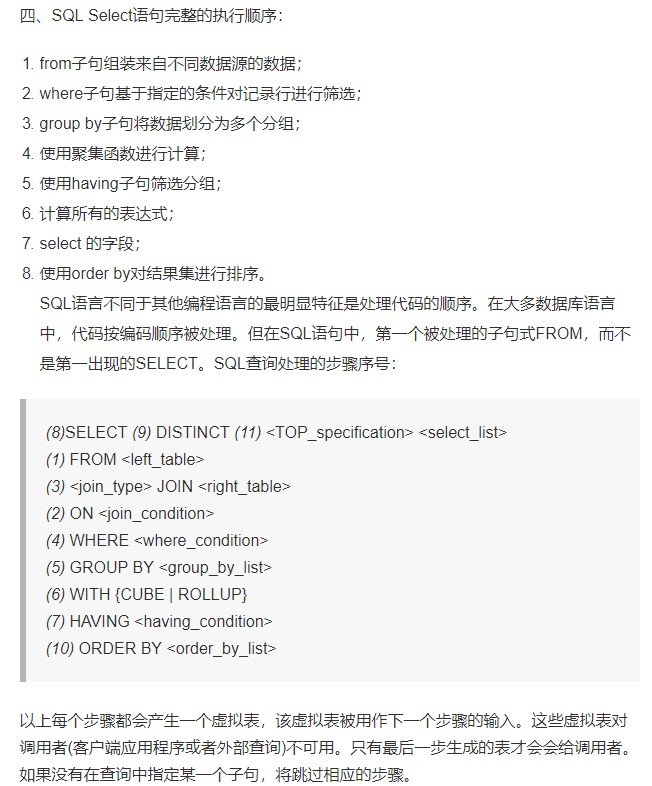 四、SQL Select语句完整的执行顺序：
1. from子句组装来自不同数据源的数据；
2. where子句基于指定的条件对记录行进行筛选；
3. group by子句将数据划分为多个分组；
4. 使用聚集函数进行计算；
5. 使用having子句筛选分组；
6. 计算所有的表达式；
7. select 的字段；
8. 使用order by对结果集进行排序。
SQL语言不同于其他编程语言的最明显特征是处理代码的顺序。在大多数据库语言
中，代码按编码顺序被处理。但在SQL语句中，第一个被处理的子句式FROM，而不
是第一出现的SELECT。SQL查询处理的步骤序号：
(8)SELECT (9) DISTINCT (11) <TOP_specification> <select_list>
(1) FROM <left_table>
(3) <join_type> JOIN <right_table>
(2) ON <join_condition>
(4) WHERE <where_condition>
(5) GROUP BY <group_by_list>
(6) WITH {CUBE | ROLLUP}
(7) HAVING <having_condition>
(10) ORDER BY <order_by_list>
以上每个步骤都会产生一个虚拟表，该虚拟表被用作下一个步骤的输入。这些虚拟表对
调用者(客户端应用程序或者外部查询)不可用。只有最后一步生成的表才会会给调用者。
如果没有在查询中指定某一个子句，将跳过相应的步骤。